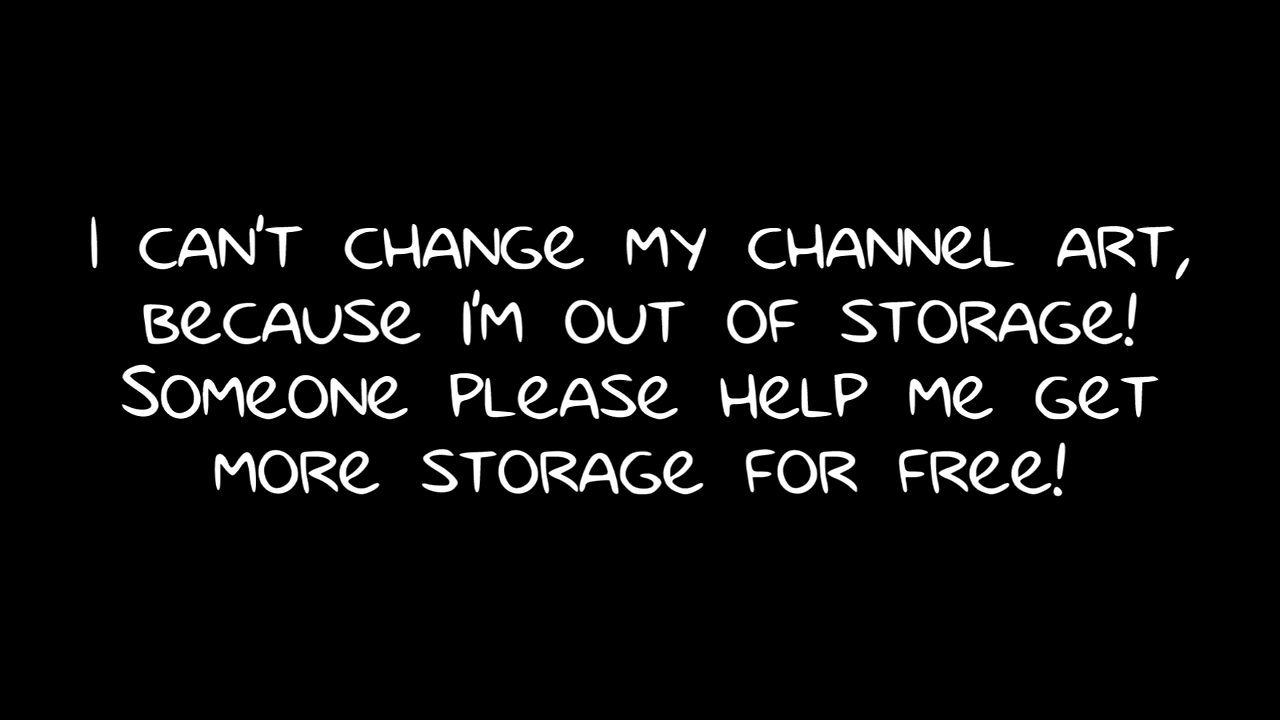 I can't change my channel art,
because I'm out of storage!
Someone please help me get
more storage for free!